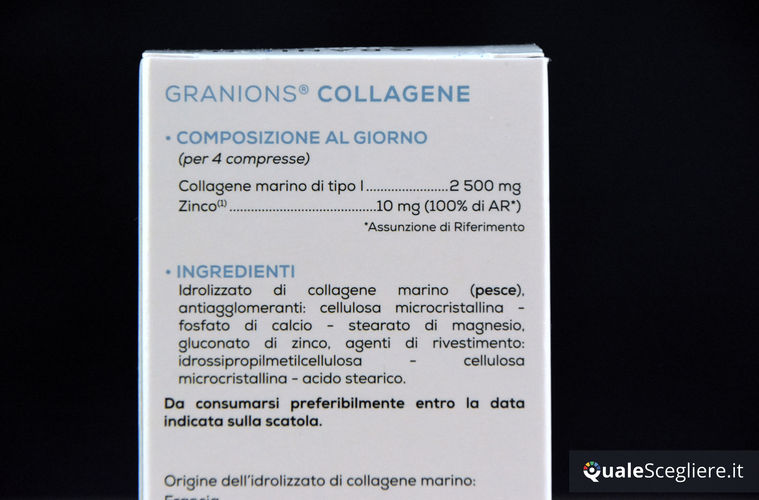 GRANIONS® COLLAGENE
• COMPOSIZIONE AL GIORNO
(per 4 compresse)
Collagene marino di tipo I......................2 500 mg
Zinco⁽¹⁾.......................................10 mg (100% di AR*)
*Assunzione di Riferimento
• INGREDIENTI
Idrolizzato di collagene marino (pesce),
antiagglomeranti: cellulosa microcristallina -
fosfato di calcio - stearato di magnesio,
gluconato di zinco, agenti di rivestimento:
idrossipropilmetilcellulosa - cellulosa
microcristallina - acido stearico.
Da consumarsi preferibilmente entro la data
indicata sulla scatola.
Origine dell'idrolizzato di collagene marino:
Francia
QualeScegliere.it